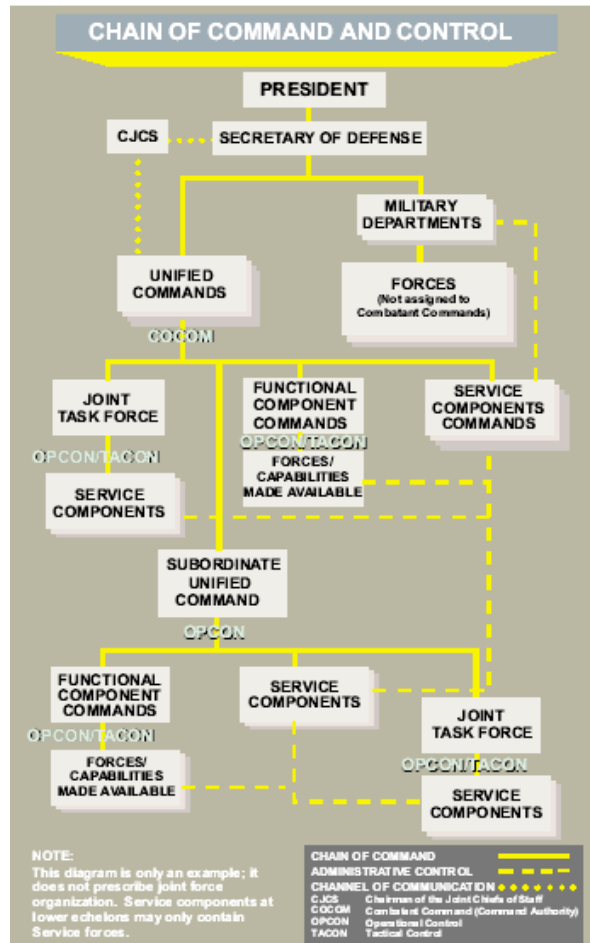 CHAIN OF COMMAND AND CONTROL
PRESIDENT
CJCS
SECRETARY OF DEFENSE
MILITARY
DEPARTMENTS
UNIFIED
COMMANDS
FORCES
(Not assigned to
Combatant Commands)
COCOM
JOINT
TASK FORCE
FUNCTIONAL
COMPONENT
COMMANDS
SERVICE
COMPONENTS
COMMANDS
OPCON/TACON
OPCON/TACON
FORCES/
CAPABILITIES
MADE AVAILABLE
SERVICE
COMPONENTS
SUBORDINATE
UNIFIED
COMMAND
OPCON
FUNCTIONAL
COMPONENT
COMMANDS
SERVICE
COMPONENTS
JOINT
TASK FORCE
OPCON/TACON
OPCON/TACON
FORCES/
CAPABILITIES
MADE AVAILABLE
SERVICE
COMPONENTS
NOTE:
This diagram is only an example; it
does not prescribe joint force
organization. Service components at
lower echelons may only contain
Service forces.
CHAIN OF COMMAND
ADMINISTRATIVE CONTROL
CHANNEL OF COMMUNICATION
CJCS Chairman of the Joint Chiefs of Staff
COCOM Combatant Command (Command Authority)
OPCON Operational Control
TACON Tactical Control